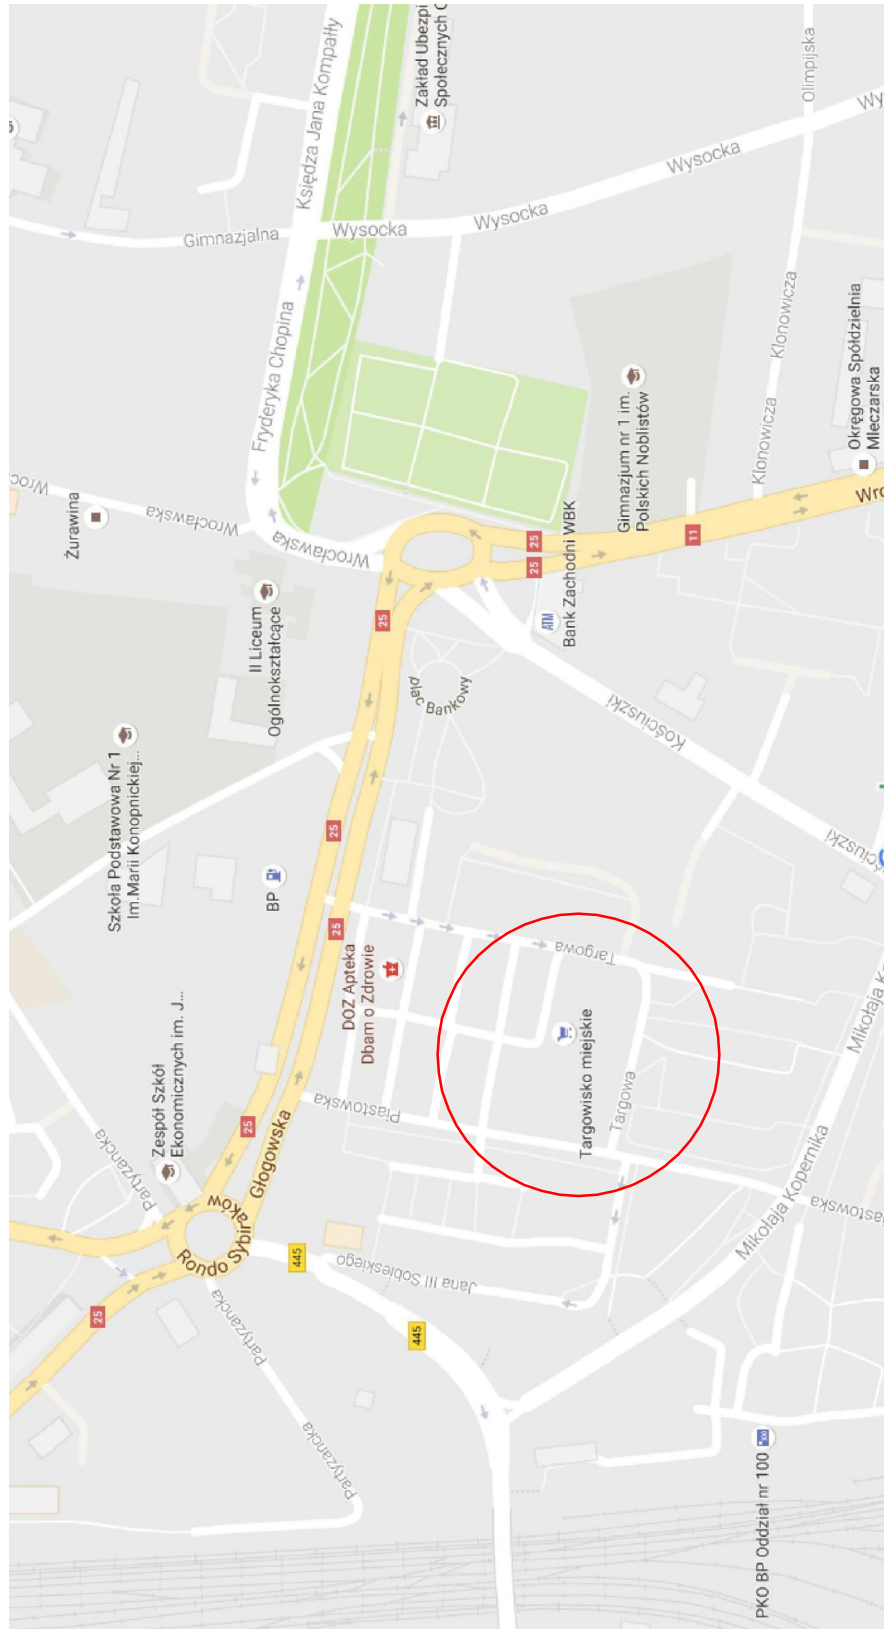 25
Rondo Sybiraków
Partyzancka
Partyzancka
Partyzancka
Zespół Szkół
Ekonomicznych im. J...
Szkoła Podstawowa Nr 1
Im.Marii Konopnickiej...
Żurawina
Wrocławska
Wrocławska
Wrocławska
Gimnazjalna
25
Głogowska
BP
II Liceum
Ogólnokształcące
Fryderyka Chopina
Księdza Jana Kompałły
445
445
25
25
25
Piastowska
DOZ Apteka
Dbam o Zdrowie
plac Bankowy
Wysocka
Wysocka
Wysocka
Zakład Ubezpi
Społecznych O
Jana III Sobieskiego
Targowisko miejskie
Targowa
Targowa
25
25
ATM
Bank Zachodni WBK
Gimnazjum nr 1 im.
Polskich Noblistów
Kościuszki
11
PKO BP Oddział nr 100
Mikołaja Kopernika
Piastowska
Klonowicza
Klonowicza
Olimpijska
Okręgowa Spółdzielnia
Mleczarska